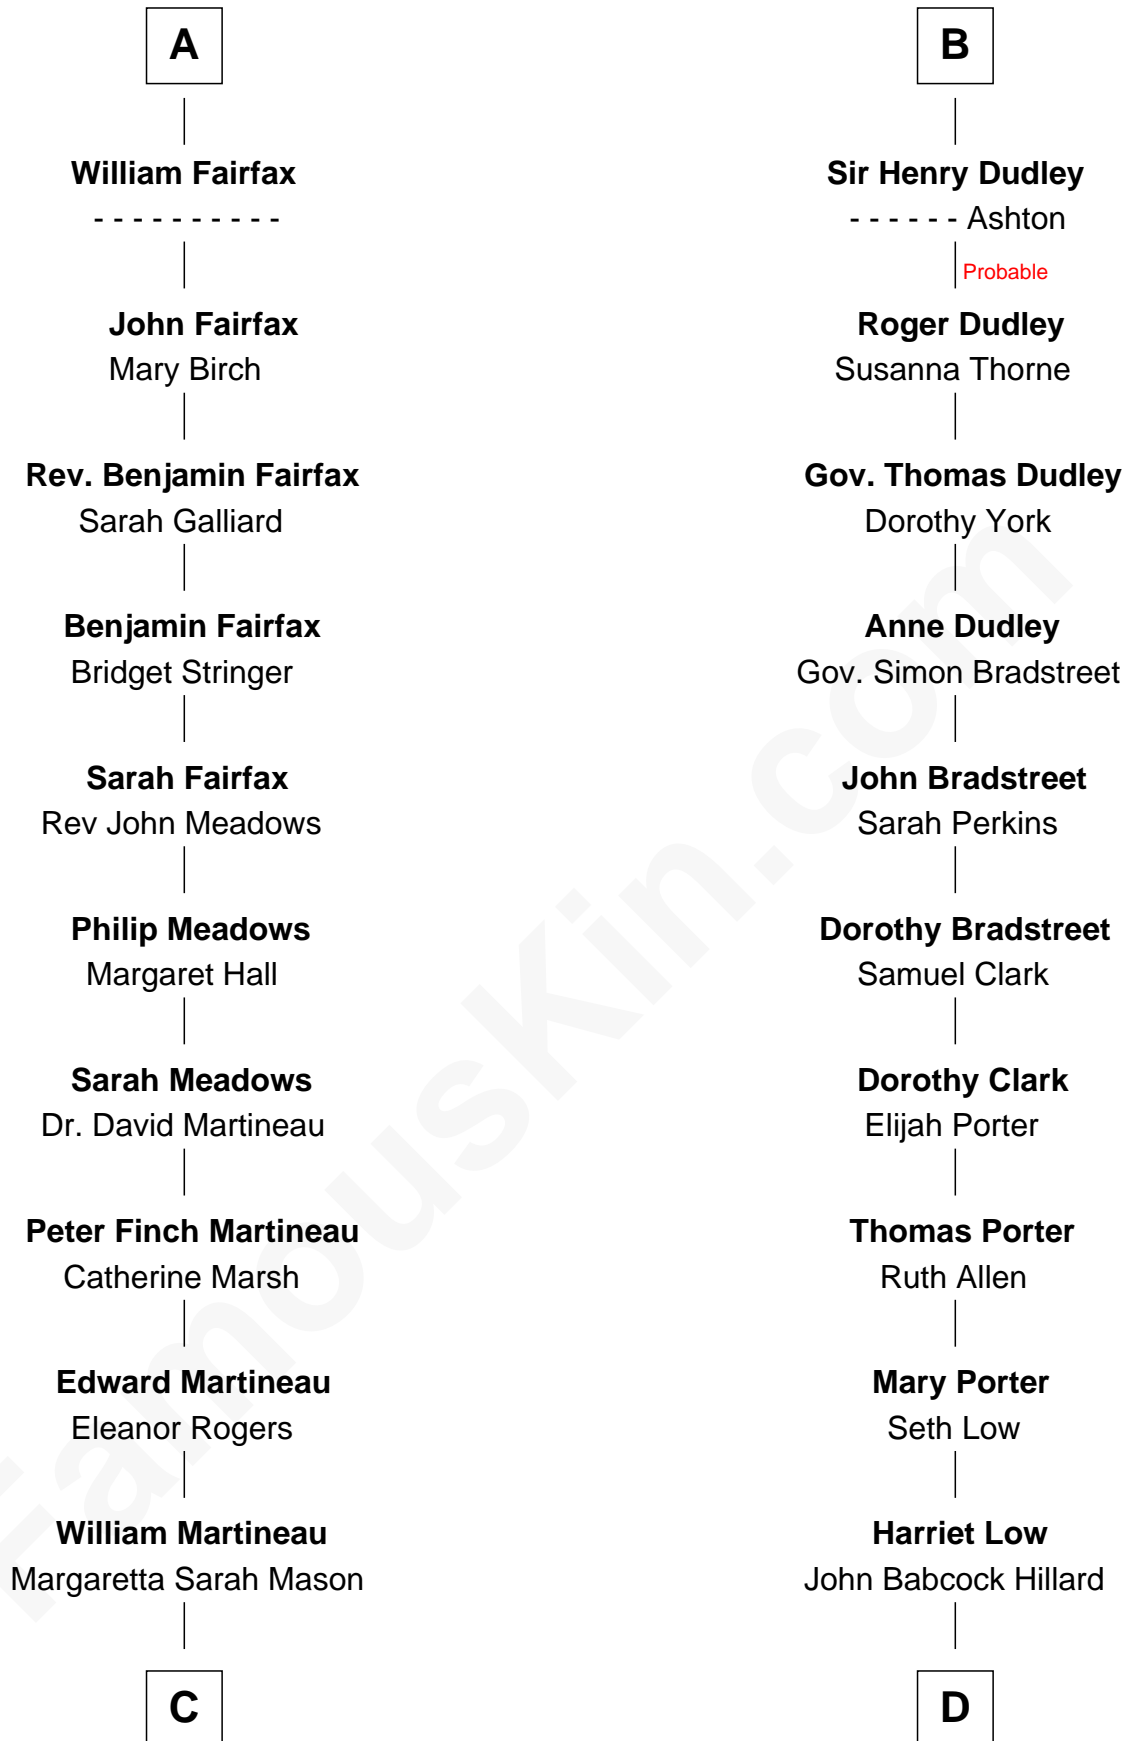 A
William Fairfax
- - - - - - - - - -
John Fairfax
Mary Birch
Rev. Benjamin Fairfax
Sarah Galliard
Benjamin Fairfax
Bridget Stringer
Sarah Fairfax
Rev John Meadows
Philip Meadows
Margaret Hall
Sarah Meadows
Dr. David Martineau
Peter Finch Martineau
Catherine Marsh
Edward Martineau
Eleanor Rogers
William Martineau
Margaretta Sarah Mason
C
B
Sir Henry Dudley
- - - - - - Ashton
Probable
Roger Dudley
Susanna Thorne
Gov. Thomas Dudley
Dorothy York
Anne Dudley
Gov. Simon Bradstreet
John Bradstreet
Sarah Perkins
Dorothy Bradstreet
Samuel Clark
Dorothy Clark
Elijah Porter
Thomas Porter
Ruth Allen
Mary Porter
Seth Low
Harriet Low
John Babcock Hillard
D
FamousKin.com